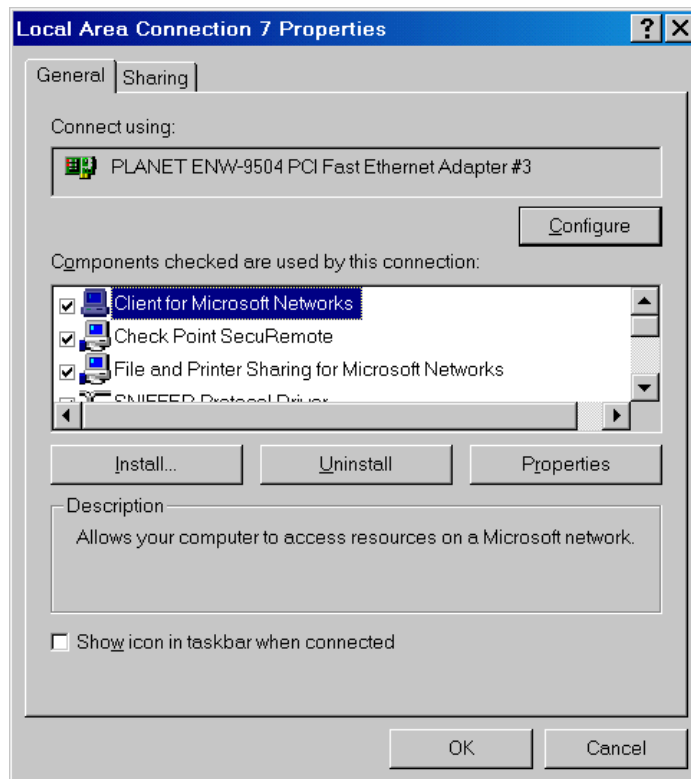 Local Area Connection 7 Properties
General Sharing
Connect using:
PLANET ENW-9504 PCI Fast Ethernet Adapter #3
Configure
Components checked are used by this connection:
Client for Microsoft Networks
Check Point SecuRemote
File and Printer Sharing for Microsoft Networks
SNIFFER Protocol Driver
Install... Uninstall Properties
Description
Allows your computer to access resources on a Microsoft network.
Show icon in taskbar when connected
OK Cancel